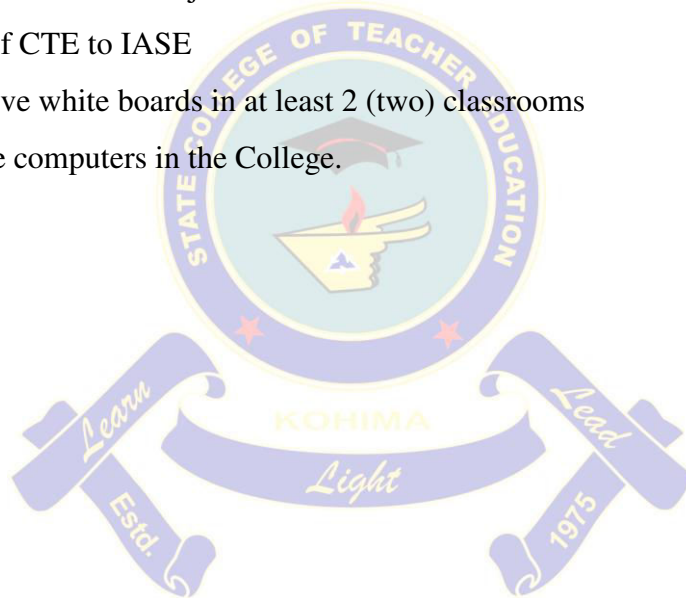 f CTE to IASE
ve white boards in at least 2 (two) classrooms
e computers in the College.
STATE COLLEGE OF TEACHER EDUCATION
KOHIMA
Learn
Light
Lead
Estd.
1975